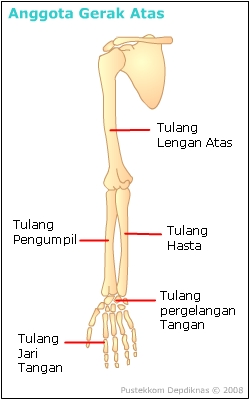 Anggota Gerak Atas
Tulang
Lengan Atas
Tulang
Pengumpil
Tulang
Hasta
Tulang
pergelangan
Tangan
Tulang
Jari
Tangan
Pustekkom Depdiknas © 2008